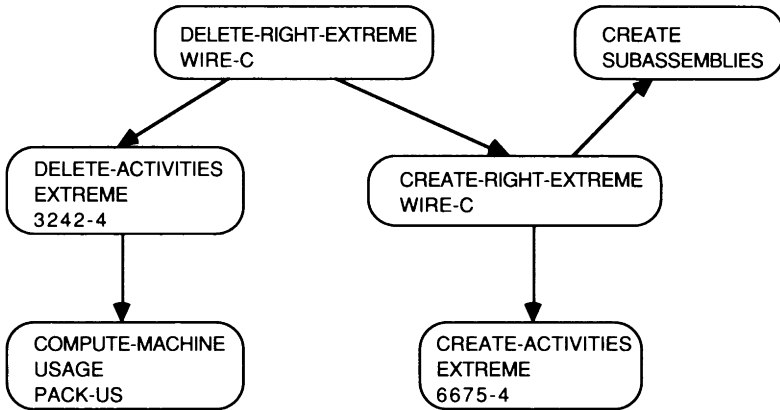 DELETE-RIGHT-EXTREME
WIRE-C
CREATE
SUBASSEMBLIES
DELETE-ACTIVITIES
EXTREME
3242-4
CREATE-RIGHT-EXTREME
WIRE-C
COMPUTE-MACHINE
USAGE
PACK-US
CREATE-ACTIVITIES
EXTREME
6675-4